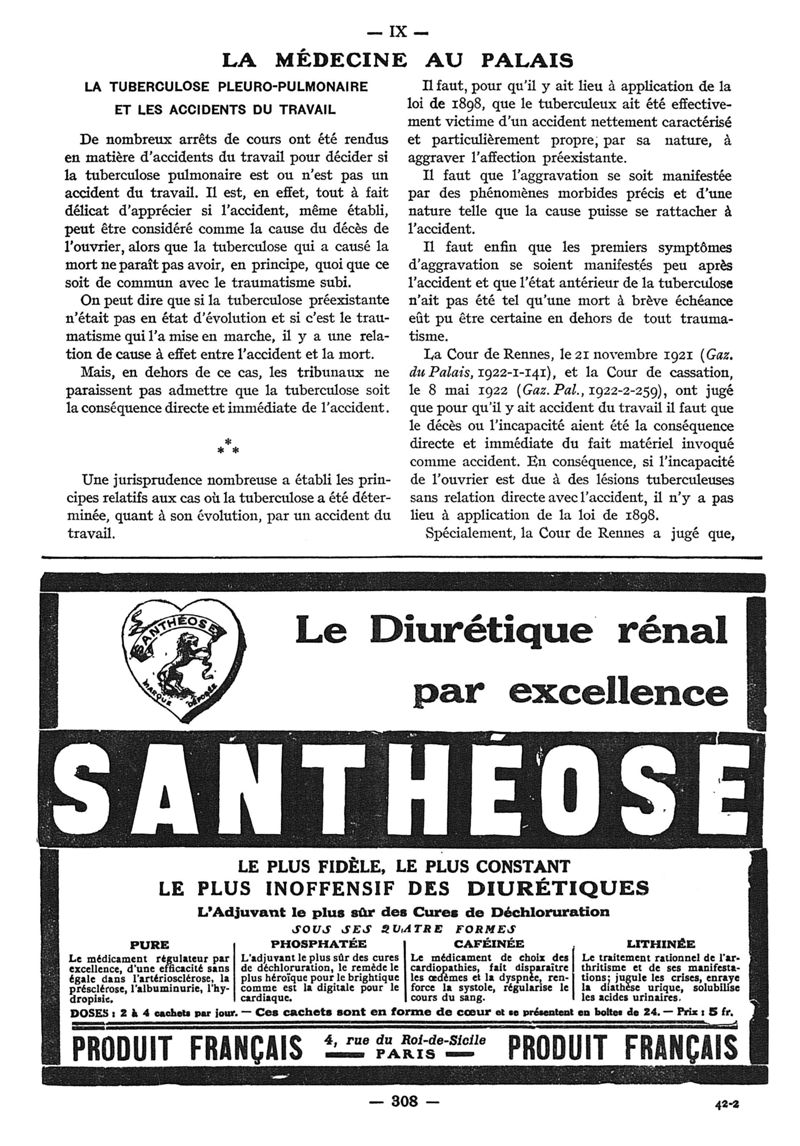 — IX —
LA MÉDECINE AU PALAIS
LA TUBERCULOSE PLEURO-PULMONAIRE
ET LES ACCIDENTS DU TRAVAIL
De nombreux arrêts de cours ont été rendus
en matière d'accidents du travail pour décider si
la tuberculose pulmonaire est ou n'est pas un
accident du travail. Il est, en effet, tout à fait
délicat d'apprécier si l'accident, même établi,
peut être considéré comme la cause du décès de
l'ouvrier, alors que la tuberculose qui a causé la
mort ne paraît pas avoir, en principe, quoi que ce
soit de commun avec le traumatisme subi.
On peut dire que si la tuberculose préexistante
n'était pas en état d'évolution et si c'est le trau-
matisme qui l'a mise en marche, il y a une rela-
tion de cause à effet entre l'accident et la mort.
Mais, en dehors de ce cas, les tribunaux ne
paraissent pas admettre que la tuberculose soit
la conséquence directe et immédiate de l'accident.
*
* *
Une jurisprudence nombreuse a établi les prin-
cipes relatifs aux cas où la tuberculose a été déter-
minée, quant à son évolution, par un accident du
travail.
Il faut, pour qu'il y ait lieu à application de la
loi de 1898, que le tuberculeux ait été effective-
ment victime d'un accident nettement caractérisé
et particulièrement propre, par sa nature, à
aggraver l'affection préexistante.
Il faut que l'aggravation se soit manifestée
par des phénomènes morbides précis et d'une
nature telle que la cause puisse se rattacher à
l'accident.
Il faut enfin que les premiers symptômes
d'aggravation se soient manifestés peu après
l'accident et que l'état antérieur de la tuberculose
n'ait pas été tel qu'une mort à brève échéance
eût pu être certaine en dehors de tout trauma-
tisme.
La Cour de Rennes, le 21 novembre 1921 (Gaz.
du Palais, 1922-1-141), et la Cour de cassation,
le 8 mai 1922 (Gaz. Pal., 1922-2-259), ont jugé
que pour qu'il y ait accident du travail il faut que
le décès ou l'incapacité aient été la conséquence
directe et immédiate du fait matériel invoqué
comme accident. En conséquence, si l'incapacité
de l'ouvrier est due à des lésions tuberculeuses
sans relation directe avec l'accident, il n'y a pas
lieu à application de la loi de 1898.
Spécialement, la Cour de Rennes a jugé que,
SANTHÉOSE
MARQUE DÉPOSÉE
Le Diurétique rénal
par excellence
SANTHÉOSE
LE PLUS FIDÈLE, LE PLUS CONSTANT
LE PLUS INOFFENSIF DES DIURÉTIQUES
L'Adjuvant le plus sûr des Cures de Déchloruration
SOUS SES QUATRE FORMES
PURE
Le médicament régulateur par
excellence, d'une efficacité sans
égale dans l'artériosclérose, la
présclérose, l'albuminurie, l'hy-
dropisie.
PHOSPHATÉE
L'adjuvant le plus sûr des cures
de déchloruration, le remède le
plus héroïque pour le brightique
comme est la digitale pour le
cardiaque.
CAFÉINÉE
Le médicament de choix des
cardiopathies, fait disparaître
les œdèmes et la dyspnée, ren-
force la systole, régularise le
cours du sang.
LITHINÉE
Le traitement rationnel de l'ar-
thritisme et de ses manifesta-
tions; jugule les crises, enraye
la diathèse urique, solubilise
les acides urinaires.
DOSES : 2 à 4 cachets par jour. — Ces cachets sont en forme de cœur et se présentent en boîtes de 24. — Prix : 5 fr.
PRODUIT FRANÇAIS
4, rue du Roi-de-Sicile
— PARIS —
PRODUIT FRANÇAIS
— 308 —
42-2